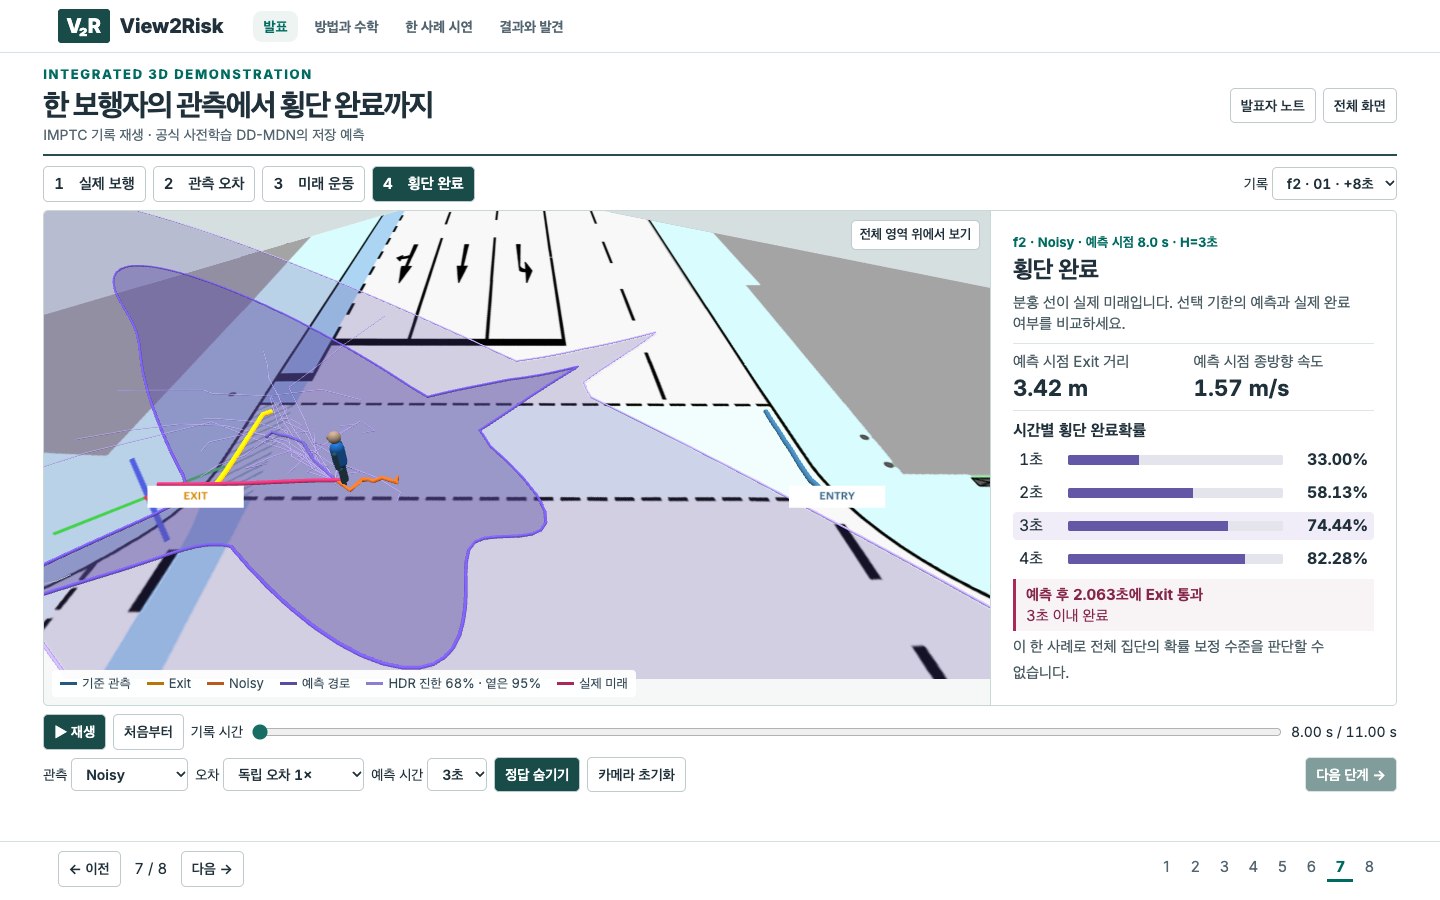 V2R View2Risk 발표 방법과 수학 한 사례 시연 결과와 발견
INTEGRATED 3D DEMONSTRATION
한 보행자의 관측에서 횡단 완료까지
IMPTC 기록 재생 · 공식 사전학습 DD-MDN의 저장 예측
발표자 노트 전체 화면
1 실제 보행 2 관측 오차 3 미래 운동 4 횡단 완료
기록 f2 · 01 · +8초
전체 영역 위에서 보기
EXIT
ENTRY
기준 관측 Exit Noisy 예측 경로 HDR 진한 68% · 옅은 95% 실제 미래
f2 · Noisy · 예측 시점 8.0 s · H=3초
횡단 완료
분홍 선이 실제 미래입니다. 선택 기한의 예측과 실제 완료
여부를 비교하세요.
예측 시점 Exit 거리 예측 시점 종방향 속도
3.42 m 1.57 m/s
시간별 횡단 완료확률
1초 33.00%
2초 58.13%
3초 74.44%
4초 82.28%
예측 후 2.063초에 Exit 통과
3초 이내 완료
이 한 사례로 전체 집단의 확률 보정 수준을 판단할 수
없습니다.
▶ 재생 처음부터 기록 시간 8.00 s / 11.00 s
관측 Noisy 오차 독립 오차 1× 예측 시간 3초 정답 숨기기 카메라 초기화 다음 단계 →
← 이전 7 / 8 다음 → 1 2 3 4 5 6 7 8